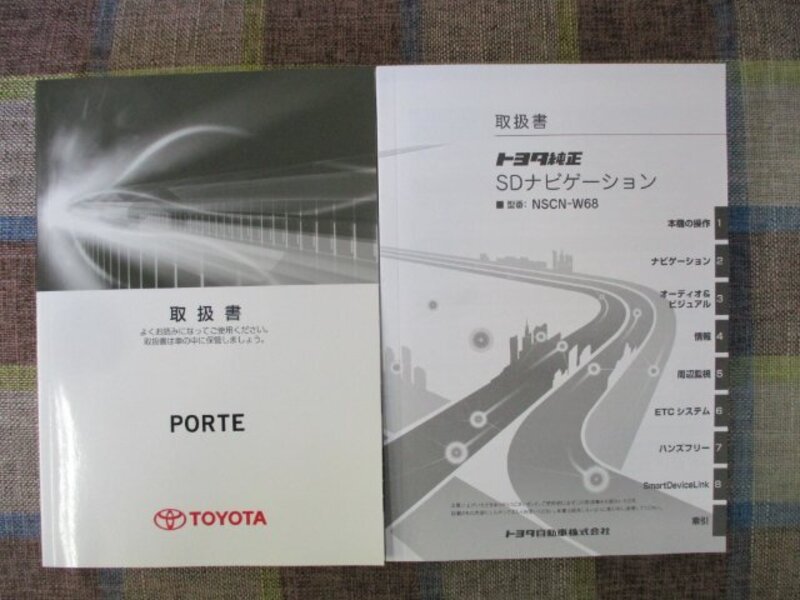 取扱書
よくお読みになってご使用ください。
取扱書は車の中に保管しましょう。
PORTE
TOYOTA
取扱書
トヨタ純正
SDナビゲーション
■ 型番: NSCN-W68
本機の操作 1
ナビゲーション 2
オーディオ&
ビジュアル 3
情報 4
周辺監視 5
ETC システム 6
ハンズフリー 7
SmartDeviceLink 8
索引
トヨタ自動車株式会社